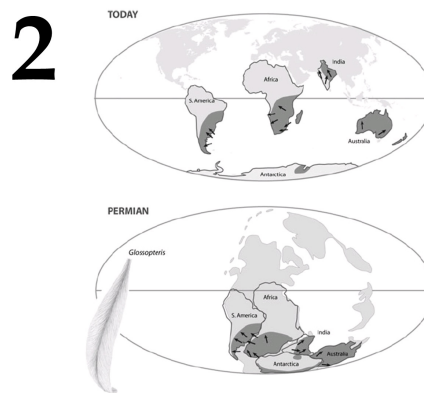 2
TODAY
India
Africa
S. America
Australia
Antarctica
PERMIAN
Glossopteris
Africa
S. America
India
Australia
Antarctica